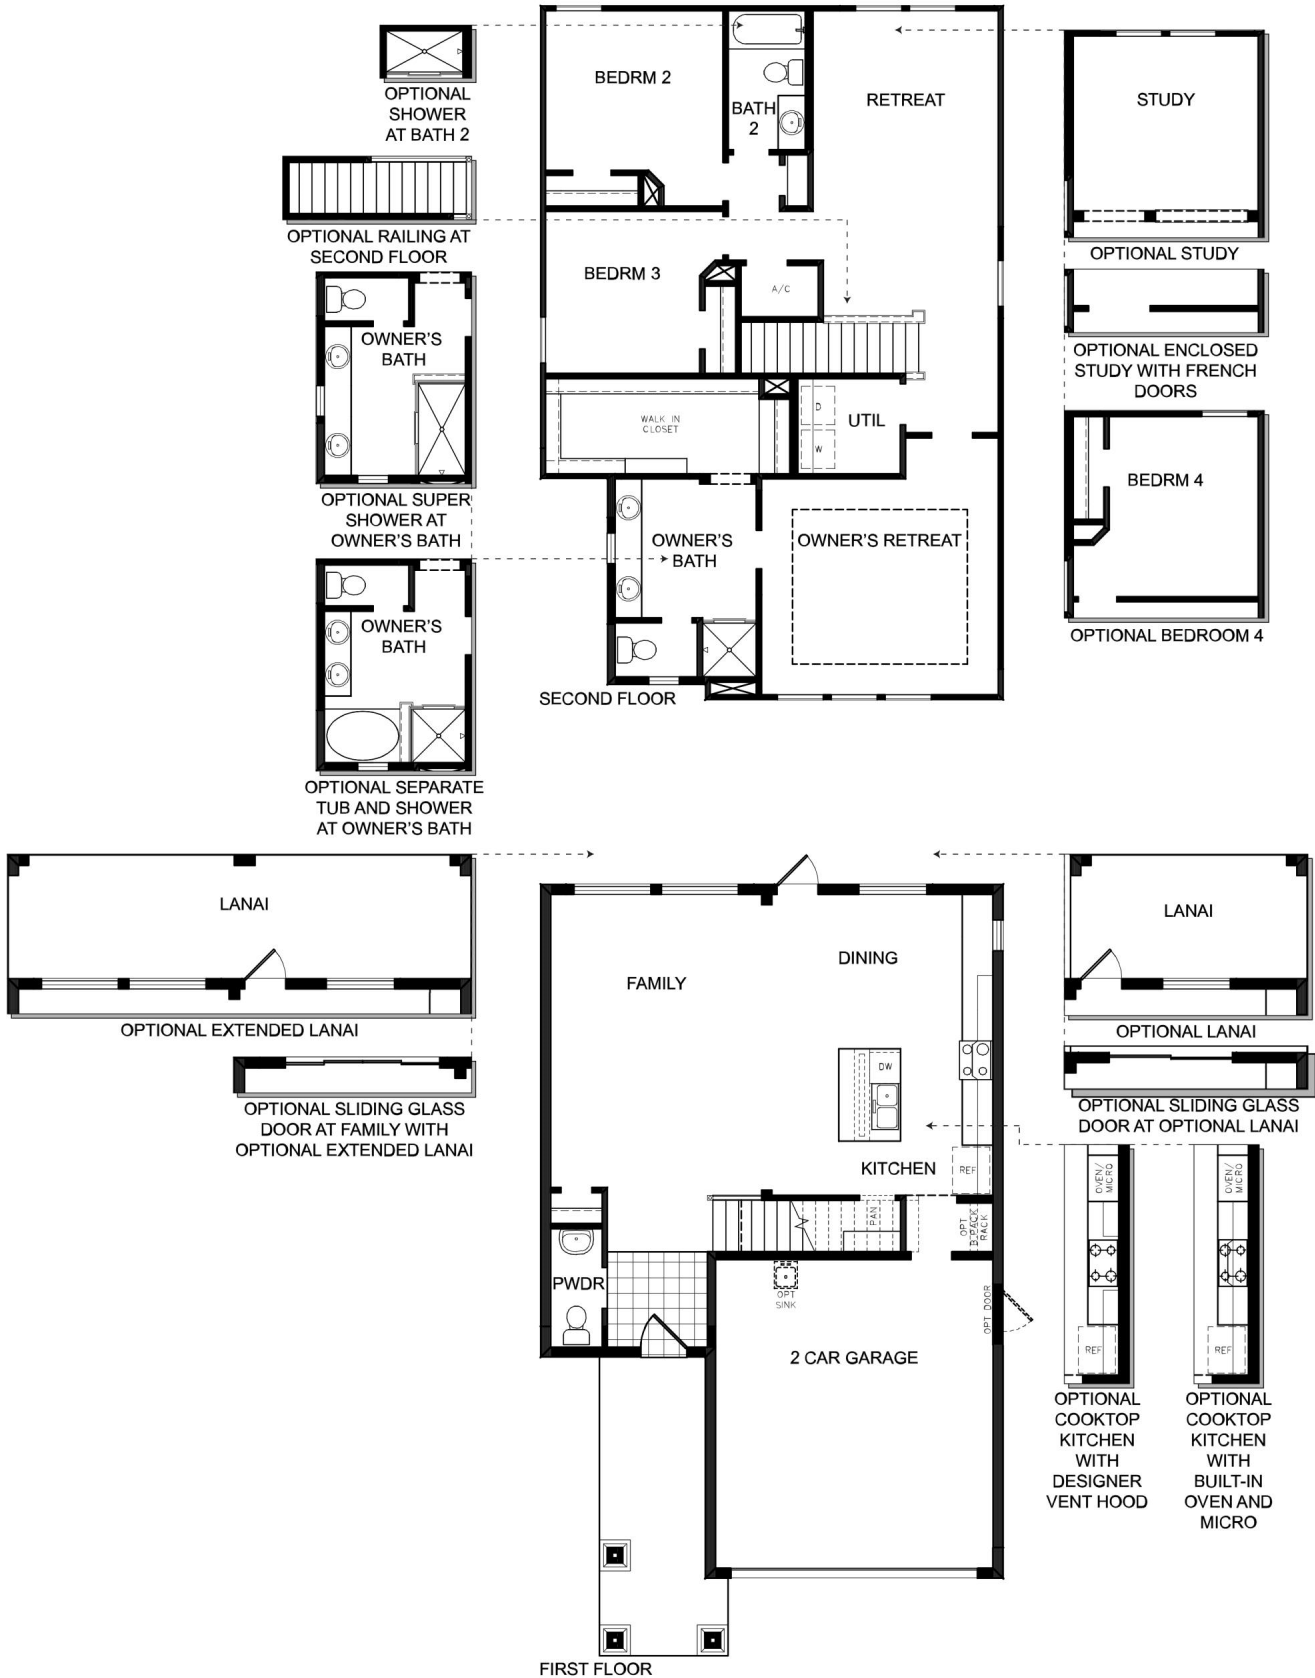 OPTIONAL
SHOWER
AT BATH 2
OPTIONAL RAILING AT
SECOND FLOOR
OWNER'S
BATH
OPTIONAL SUPER
SHOWER AT
OWNER'S BATH
OWNER'S
BATH
OPTIONAL SEPARATE
TUB AND SHOWER
AT OWNER'S BATH
BEDRM 2
BATH
2
RETREAT
BEDRM 3
A/C
WALK IN
CLOSET
D
W
UTIL
OWNER'S
BATH
OWNER'S RETREAT
SECOND FLOOR
STUDY
OPTIONAL STUDY
OPTIONAL ENCLOSED
STUDY WITH FRENCH
DOORS
BEDRM 4
OPTIONAL BEDROOM 4
LANAI
OPTIONAL EXTENDED LANAI
OPTIONAL SLIDING GLASS
DOOR AT FAMILY WITH
OPTIONAL EXTENDED LANAI
FAMILY
DINING
DW
KITCHEN
REF
PAN
OPT
B.PACK
RACK
PWDR
OPT
SINK
OPT DOOR
2 CAR GARAGE
FIRST FLOOR
LANAI
OPTIONAL LANAI
OPTIONAL SLIDING GLASS
DOOR AT OPTIONAL LANAI
OVEN/
MICRO
REF
OPTIONAL
COOKTOP
KITCHEN
WITH
DESIGNER
VENT HOOD
OVEN/
MICRO
REF
OPTIONAL
COOKTOP
KITCHEN
WITH
BUILT-IN
OVEN AND
MICRO